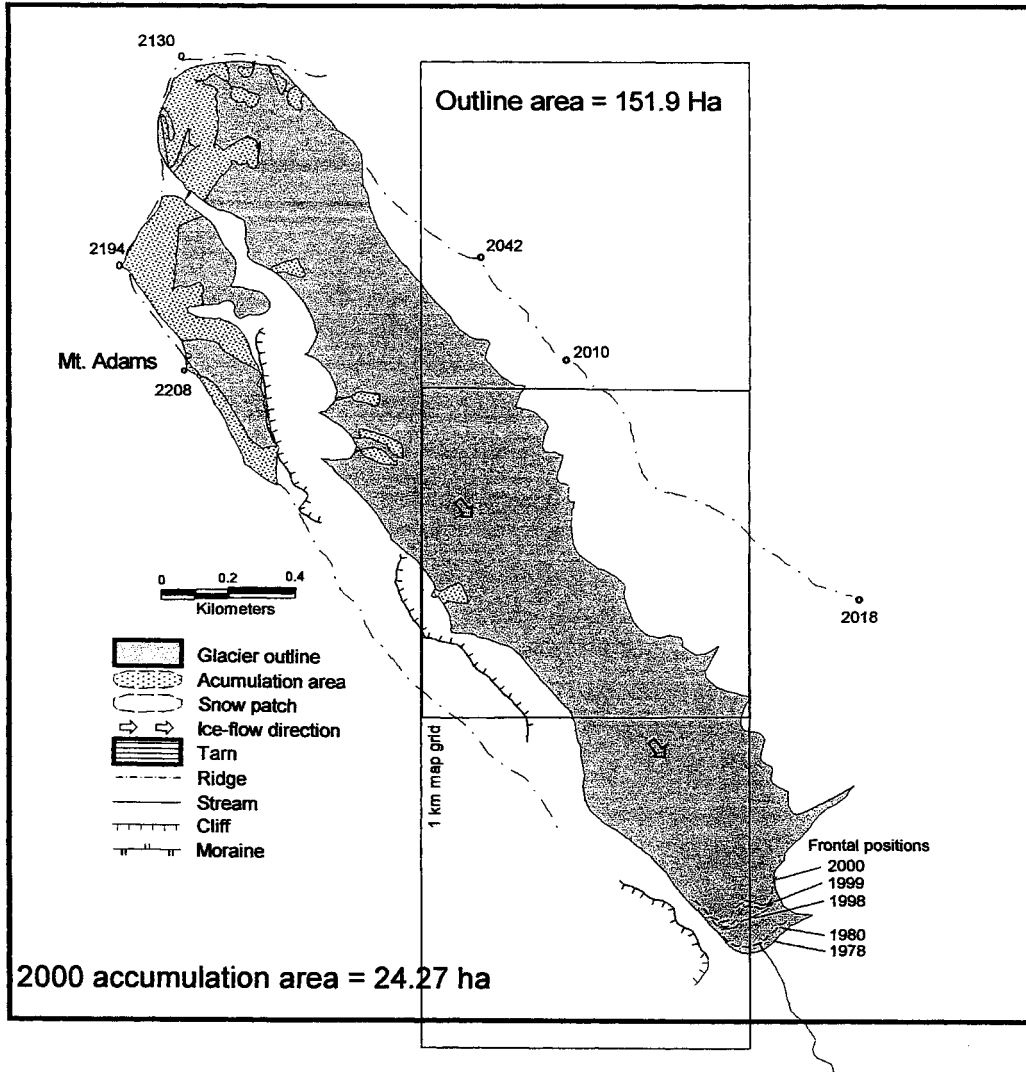 2130
Outline area = 151.9 Ha
2194
2042
Mt. Adams
2208
2010
0 0.2 0.4
Kilometers
2018
Glacier outline
Acumulation area
Snow patch
Ice-flow direction
Tarn
Ridge
Stream
Cliff
Moraine
1 km map grid
Frontal positions
2000
1999
1998
1980
1978
2000 accumulation area = 24.27 ha